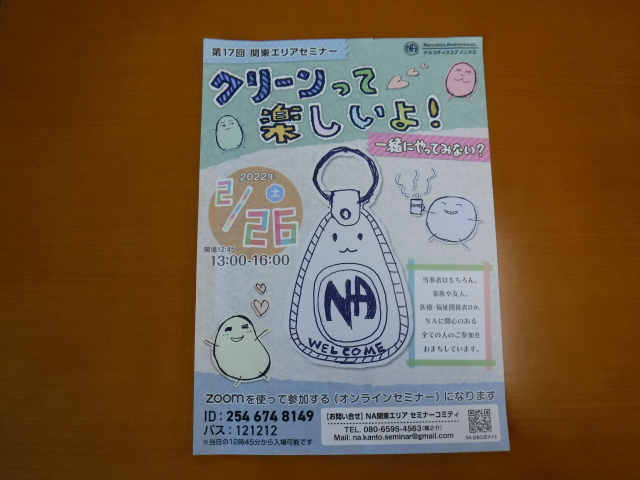 第17回 関東エリアセミナー
NA
Narcotics Anonymous
ナルコティクスアノニマス
クリーンって
楽しいよ!
一緒にやってみない?
2022年
2/26
土
開場12:45
13:00-16:00
NA
WELCOME
当事者はもちろん、
家族や友人、
医療・福祉関係者ほか、
NAに関心のある
全ての人のご参加を
おまちしています。
zoomを使って参加する《オンラインセミナー》になります
ID : 254 674 8149
パス : 121212
※当日の12時45分から入場可能です
【お問い合せ】NA関東エリア セミナーコミティ
TEL. 080-6595-4563
Mail: na.kanto.seminar@gmail.com
NA日本公式サイト